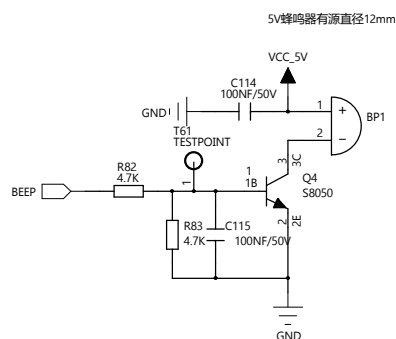 5V蜂鸣器有源直径12mm
VCC_5V
C114
100NF/50V
GND
1
+
BP1
2
−
T61
TESTPOINT
1
3
3C
R82
4.7K
1
1B
Q4
S8050
BEEP
2
2E
R83
4.7K
C115
100NF/50V
GND